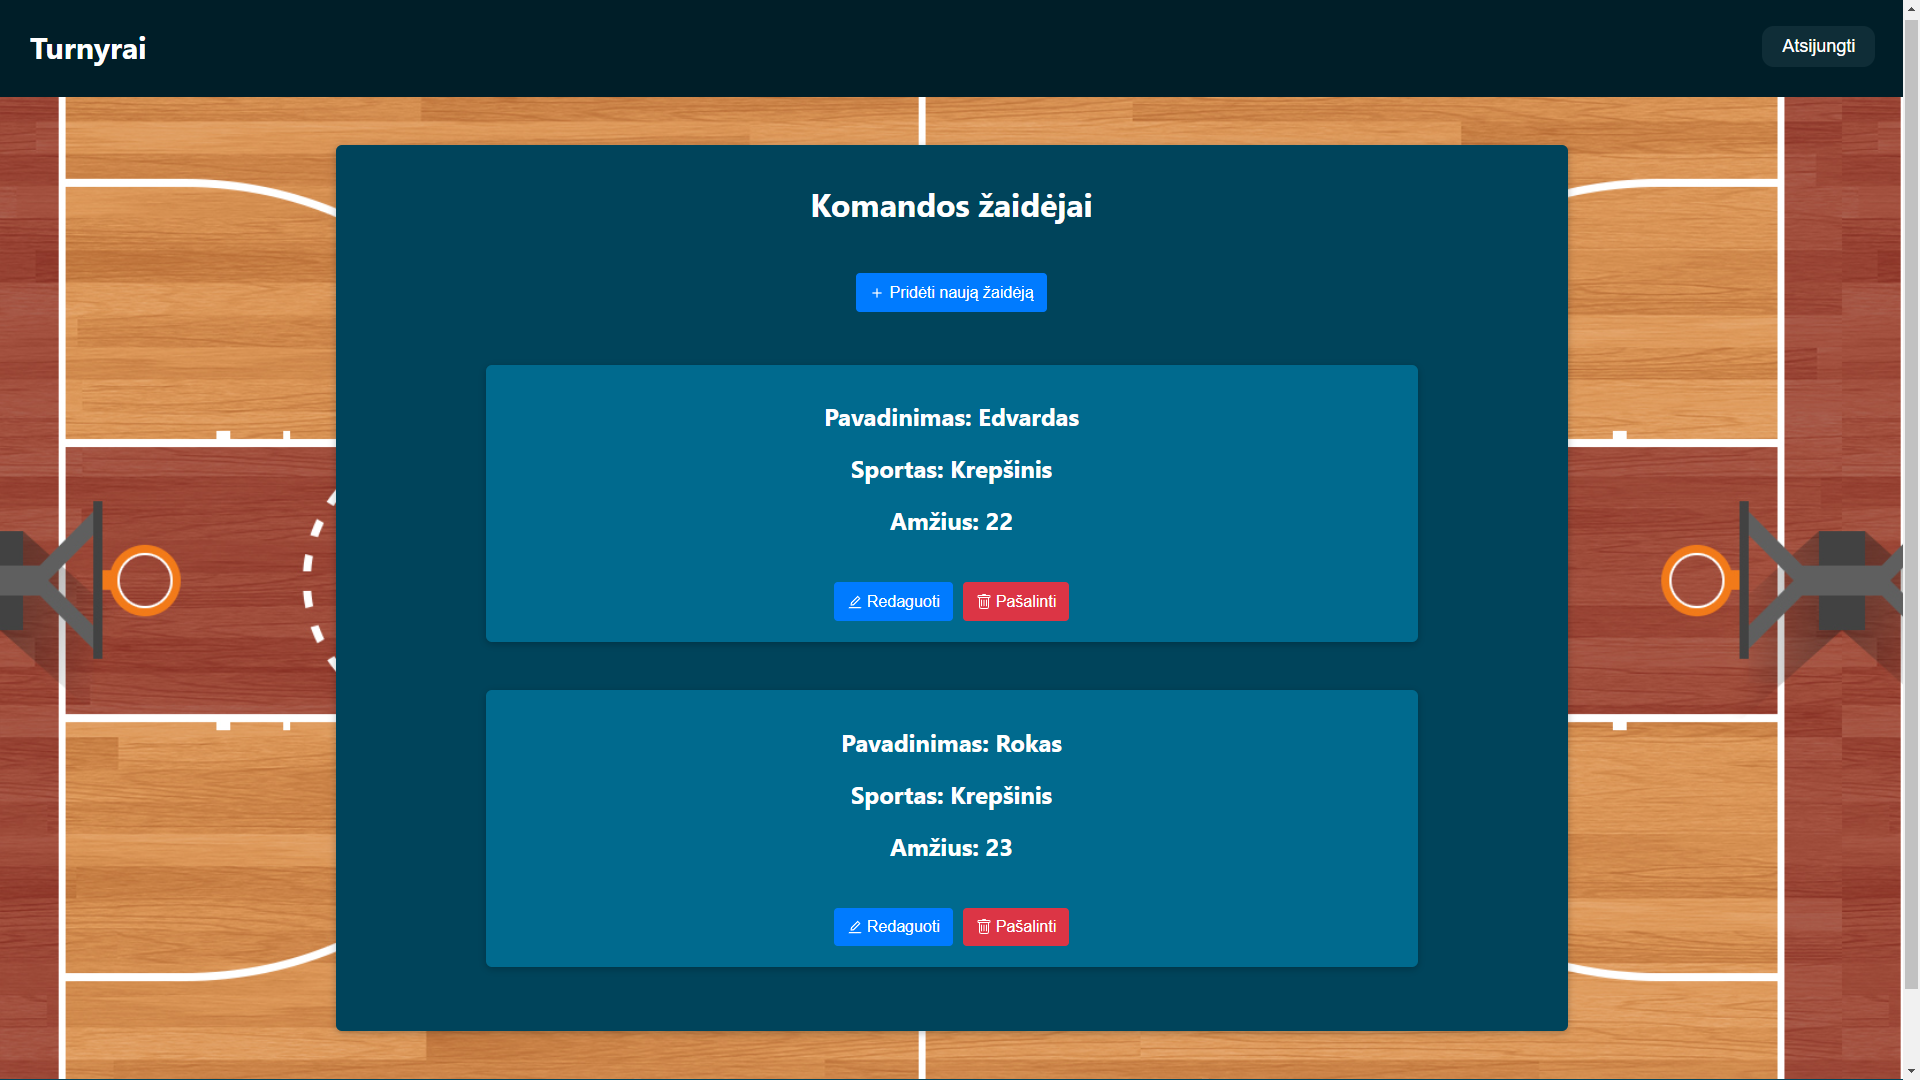 Turnyrai
Atsijungti
Komandos žaidėjai
+ Pridėti naują žaidėją
Pavadinimas: Edvardas
Sportas: Krepšinis
Amžius: 22
Redaguoti
Pašalinti
Pavadinimas: Rokas
Sportas: Krepšinis
Amžius: 23
Redaguoti
Pašalinti